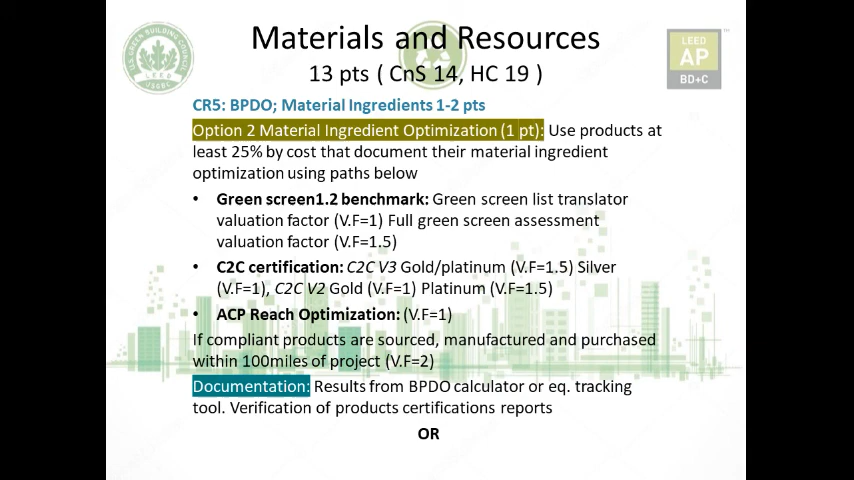 Materials and Resources
13 pts ( CnS 14, HC 19 )
U.S GREEN BUILDING COUNCIL
LEED
USGBC
LEED
AP
BD+C
CR5: BPDO; Material Ingredients 1-2 pts
Option 2 Material Ingredient Optimization (1 pt): Use products at
least 25% by cost that document their material ingredient
optimization using paths below
• Green screen1.2 benchmark: Green screen list translator
valuation factor (V.F=1) Full green screen assessment
valuation factor (V.F=1.5)
• C2C certification: C2C V3 Gold/platinum (V.F=1.5) Silver
(V.F=1), C2C V2 Gold (V.F=1) Platinum (V.F=1.5)
• ACP Reach Optimization: (V.F=1)
If compliant products are sourced, manufactured and purchased
within 100miles of project (V.F=2)
Documentation: Results from BPDO calculator or eq. tracking
tool. Verification of products certifications reports
OR